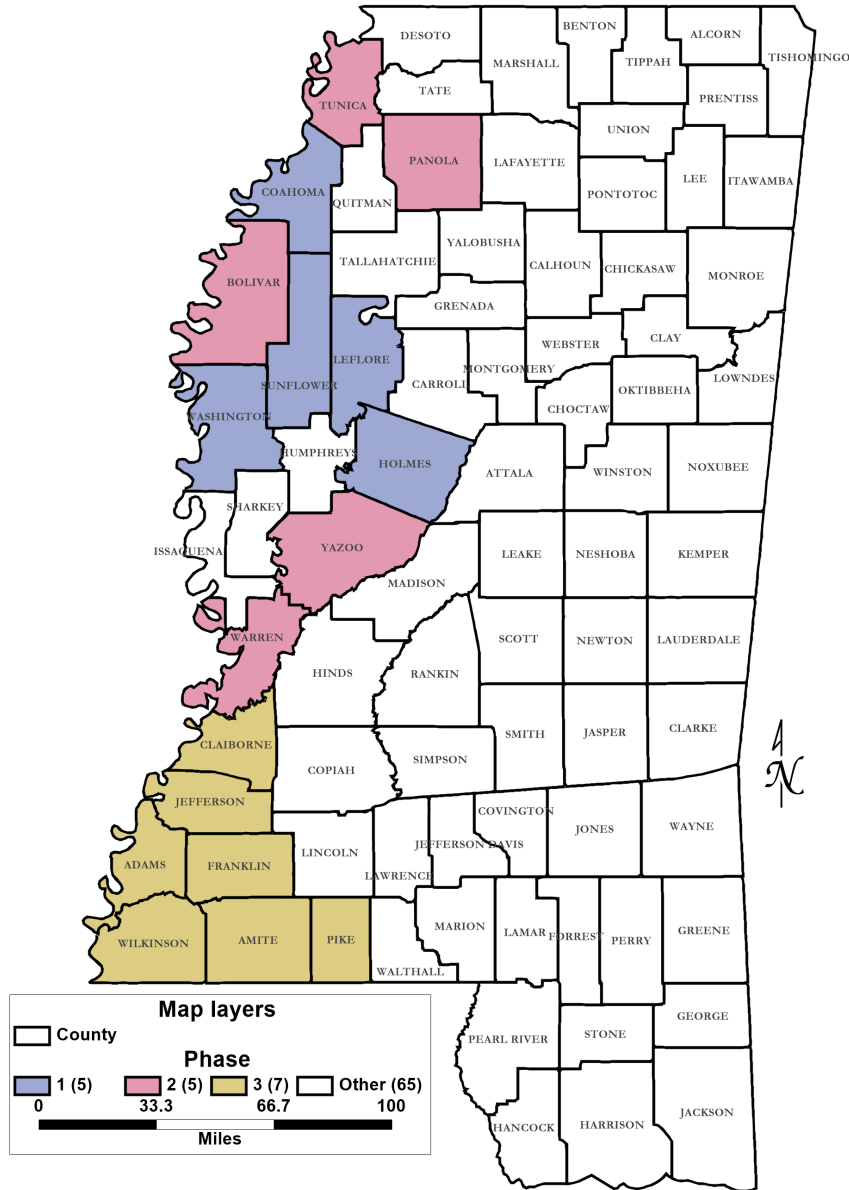 DESOTO
BENTON
ALCORN
MARSHALL
TIPPAH
TISHOMINGO
TATE
PRENTISS
TUNICA
UNION
PANOLA
LAFAYETTE
LEE
ITAWAMBA
COAHOMA
QUITMAN
PONTOTOC
YALOBUSHA
TALLAHATCHIE
CALHOUN
CHICKASAW
MONROE
BOLIVAR
GRENADA
WEBSTER
CLAY
LEFLORE
MONTGOMERY
LOWNDES
SUNFLOWER
CARROLL
OKTIBBEHA
WASHINGTON
CHOCTAW
HUMPHREYS
HOLMES
ATTALA
WINSTON
NOXUBEE
SHARKEY
ISSAQUENA
YAZOO
LEAKE
NESHOBA
KEMPER
MADISON
WARREN
SCOTT
NEWTON
LAUDERDALE
HINDS
RANKIN
CLAIBORNE
SMITH
JASPER
CLARKE
COPIAH
SIMPSON
JEFFERSON
COVINGTON
JONES
WAYNE
LINCOLN
JEFFERSON DAVIS
ADAMS
FRANKLIN
LAWRENCE
WILKINSON
AMITE
PIKE
MARION
LAMAR
FORREST
PERRY
GREENE
WALTHALL
N
GEORGE
PEARL RIVER
STONE
HANCOCK
HARRISON
JACKSON
Map layers
County
Phase
1 (5)
2 (5)
3 (7)
Other (65)
0
33.3
66.7
100
Miles